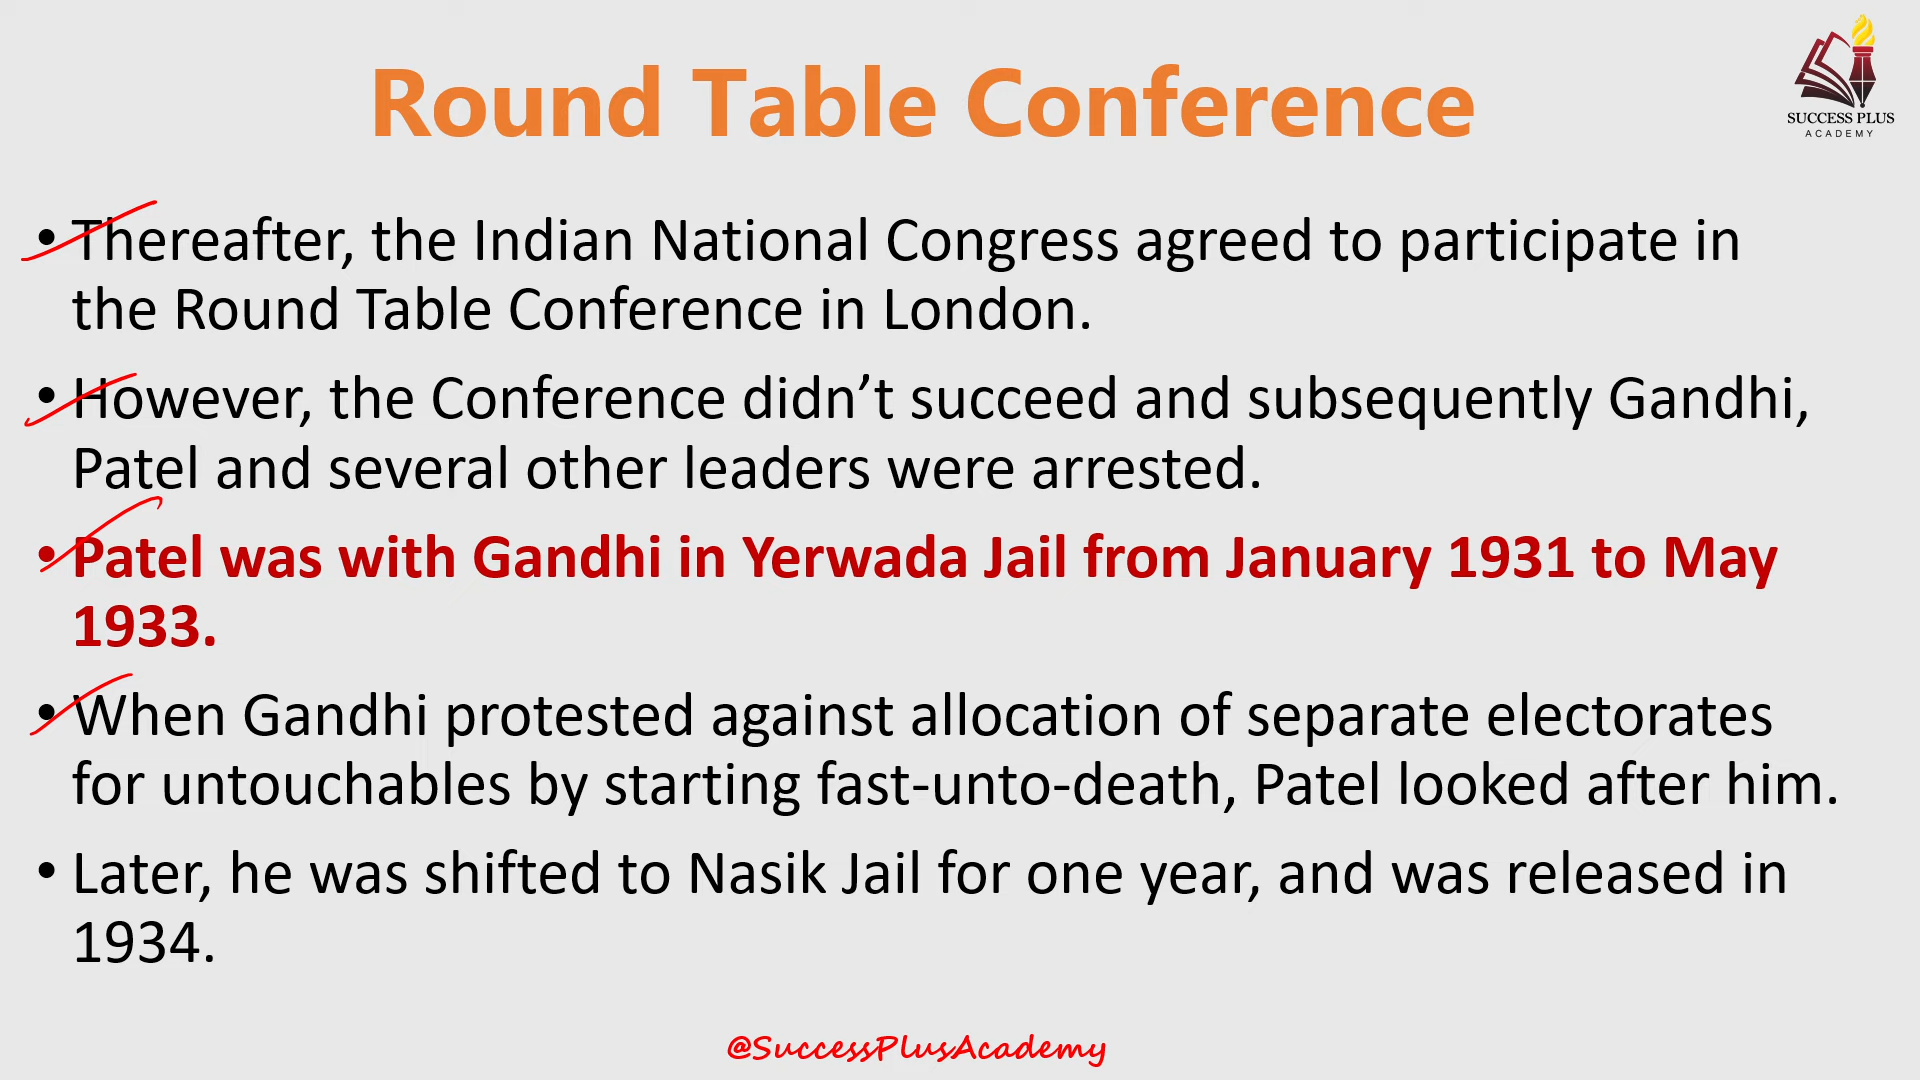 Round Table Conference
SUCCESS PLUS
ACADEMY
• Thereafter, the Indian National Congress agreed to participate in
the Round Table Conference in London.
• However, the Conference didn’t succeed and subsequently Gandhi,
Patel and several other leaders were arrested.
• Patel was with Gandhi in Yerwada Jail from January 1931 to May
1933.
• When Gandhi protested against allocation of separate electorates
for untouchables by starting fast-unto-death, Patel looked after him.
• Later, he was shifted to Nasik Jail for one year, and was released in
1934.
@SuccessPlusAcademy